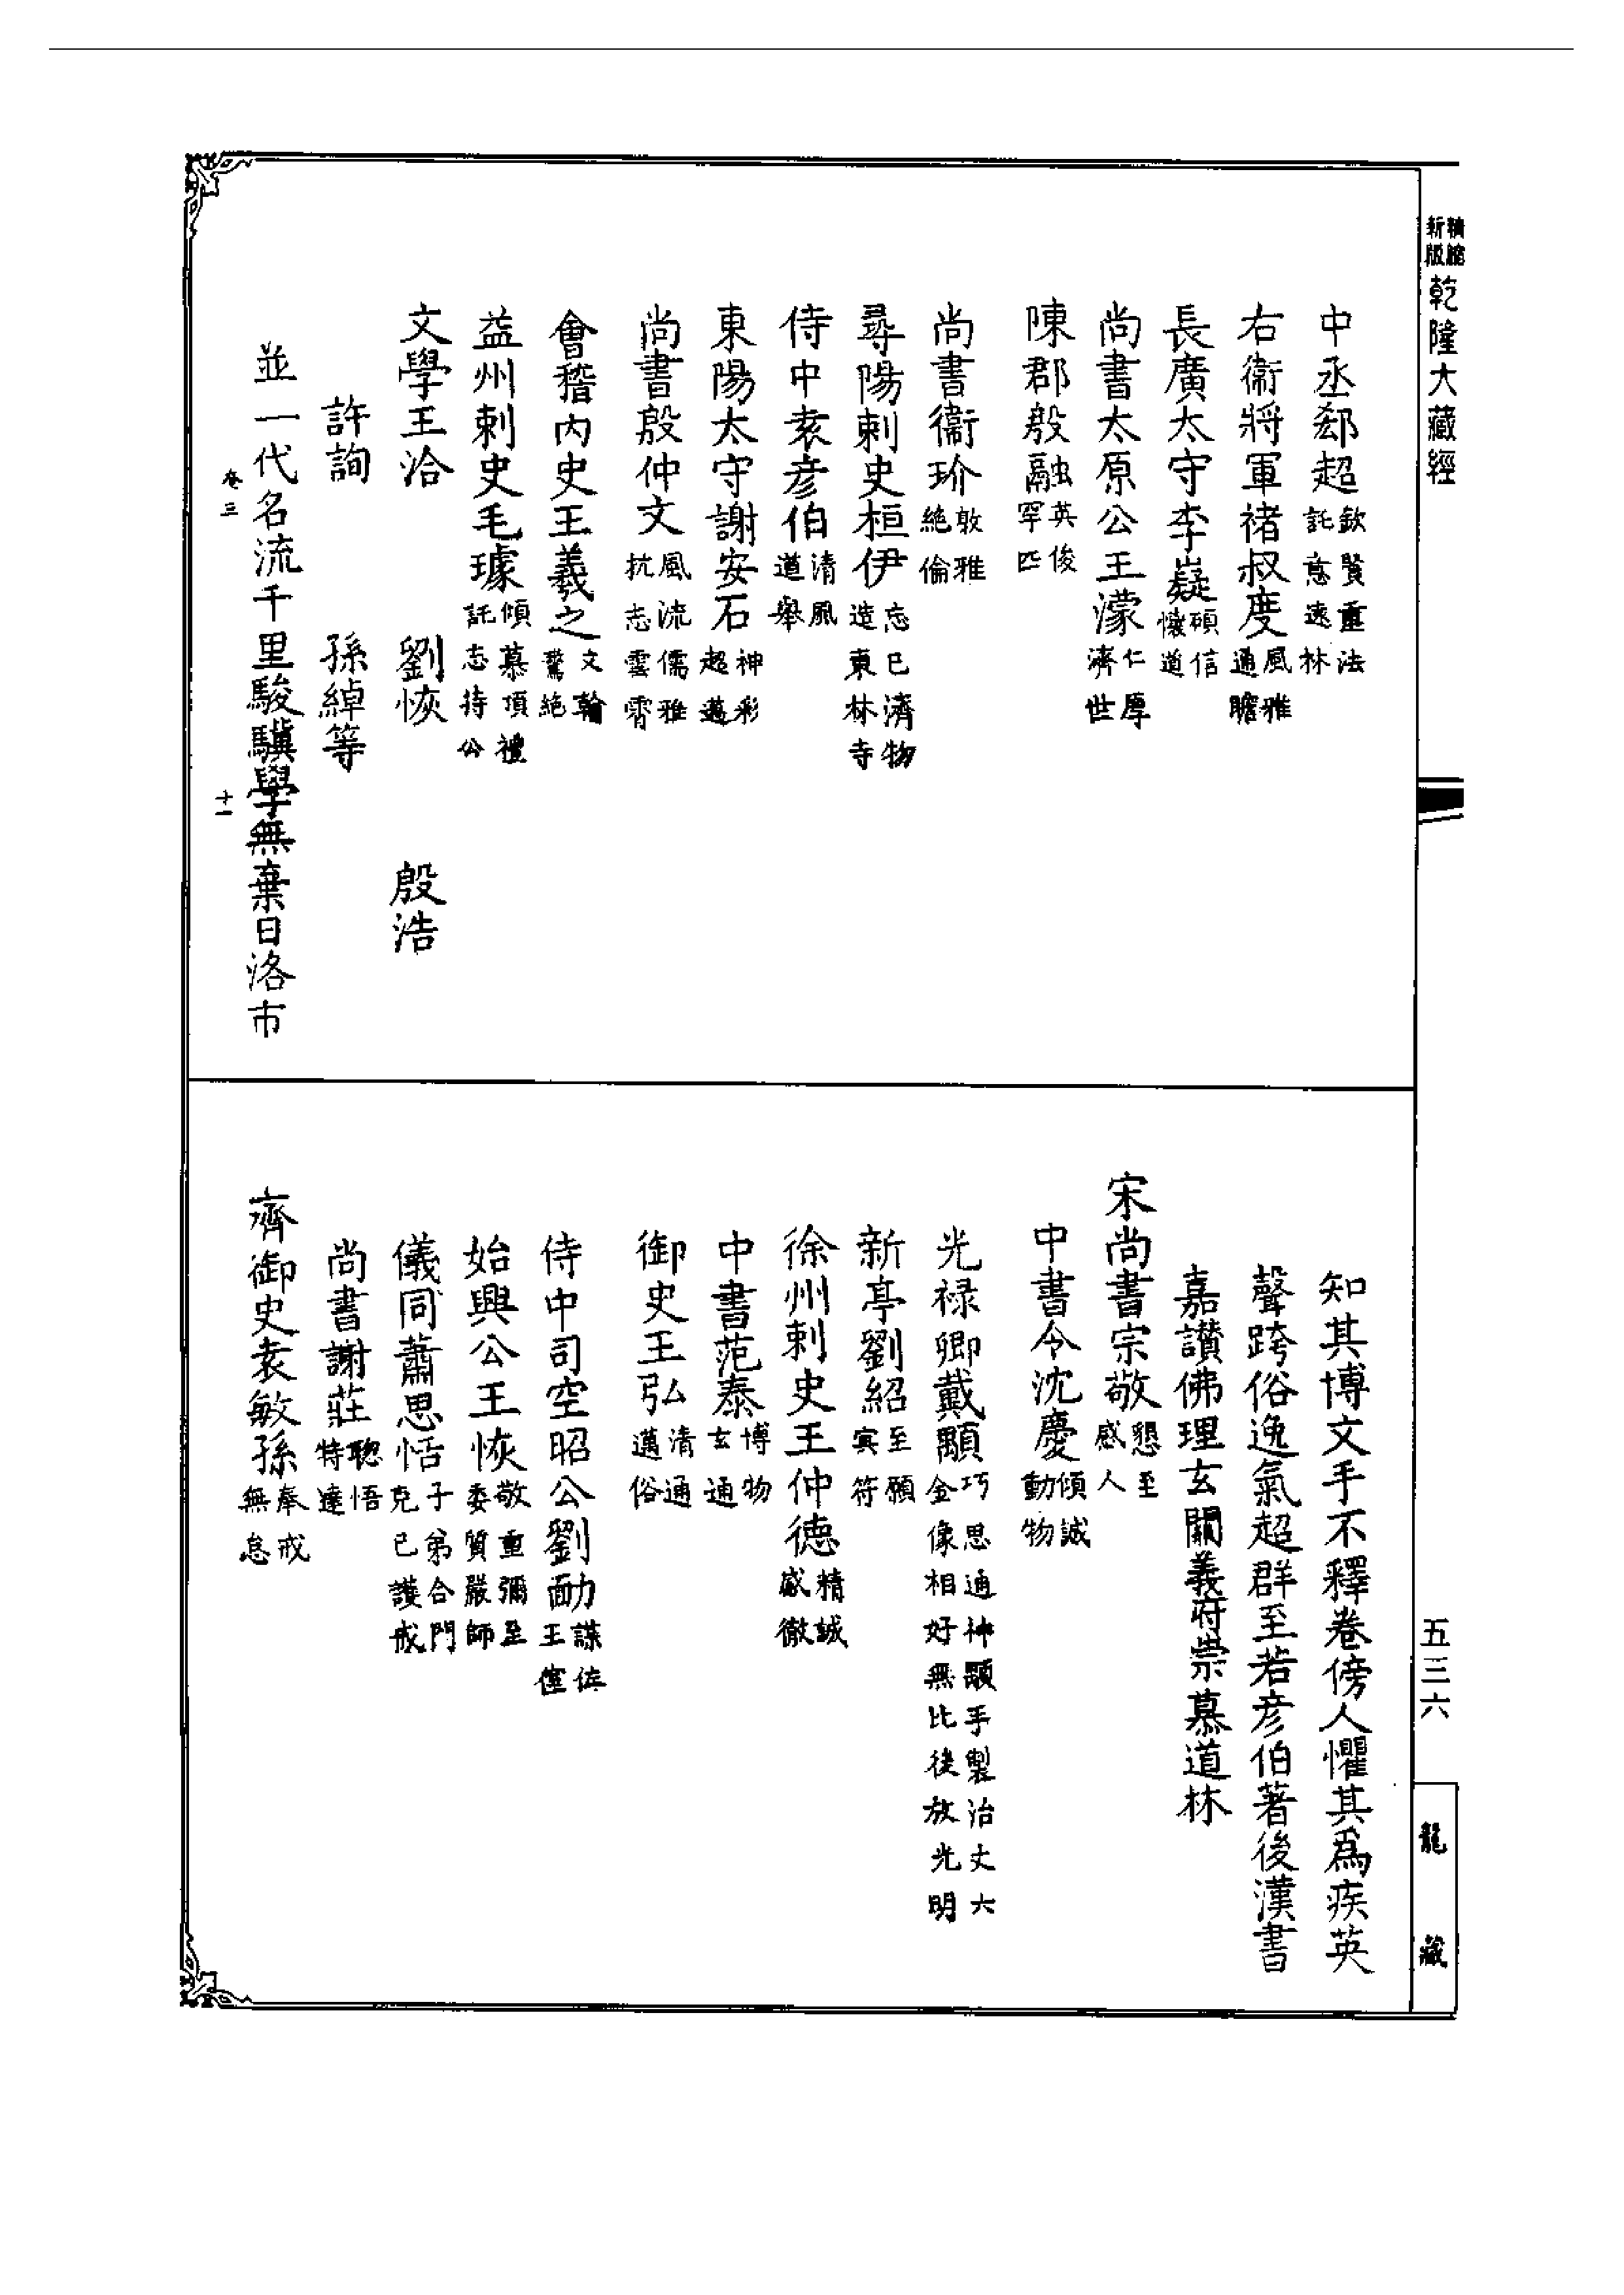 精縮新版 乾隆大藏經
中丞郄超欽賢重法託意遠林
右衛將軍褚叔度風雅通瞻
長廣太守李嶷碩信懷道
尚書太原公王濛仁厚濟世
陳郡殷融英俊罕匹
尚書衞玠敦雅絶倫
尋陽刺史桓伊忘已濟物造東林寺
侍中袁彦伯清風遒舉
東陽太守謝安石神彩超邁
尚書殷仲文風流儒雅抗志雲霄
會稽内史王羲之文翰驚絶
益州刺史毛璩傾慕頂禮託志持公
文學王洽 劉恢 殷浩
許詢 孫綽等
並一代名流千里駿驥學無棄日洛市
卷三 十一
知其博文手不釋卷傍人懼其爲疾英
聲跨俗逸氣超群至若彦伯著後漢書
嘉讚佛理玄關義府崇慕道林
宋尚書宗敬懇至感人
中書令沈慶傾誠動物
光禄卿戴顒巧思通神顒手製治丈六金像相好無比後放光明
新亭劉紹至願冥符
徐州刺史王仲德精誠感徹
中書范泰博物玄通
御史王弘清通邁俗
侍中司空昭公劉勔謀佐王室
始興公王恢敬重彌至委質嚴師
儀同蕭思恬子弟合門克已護戒
尚書謝莊聰悟特達
齊御史袁敏孫奉戒無怠
五三六
龍藏